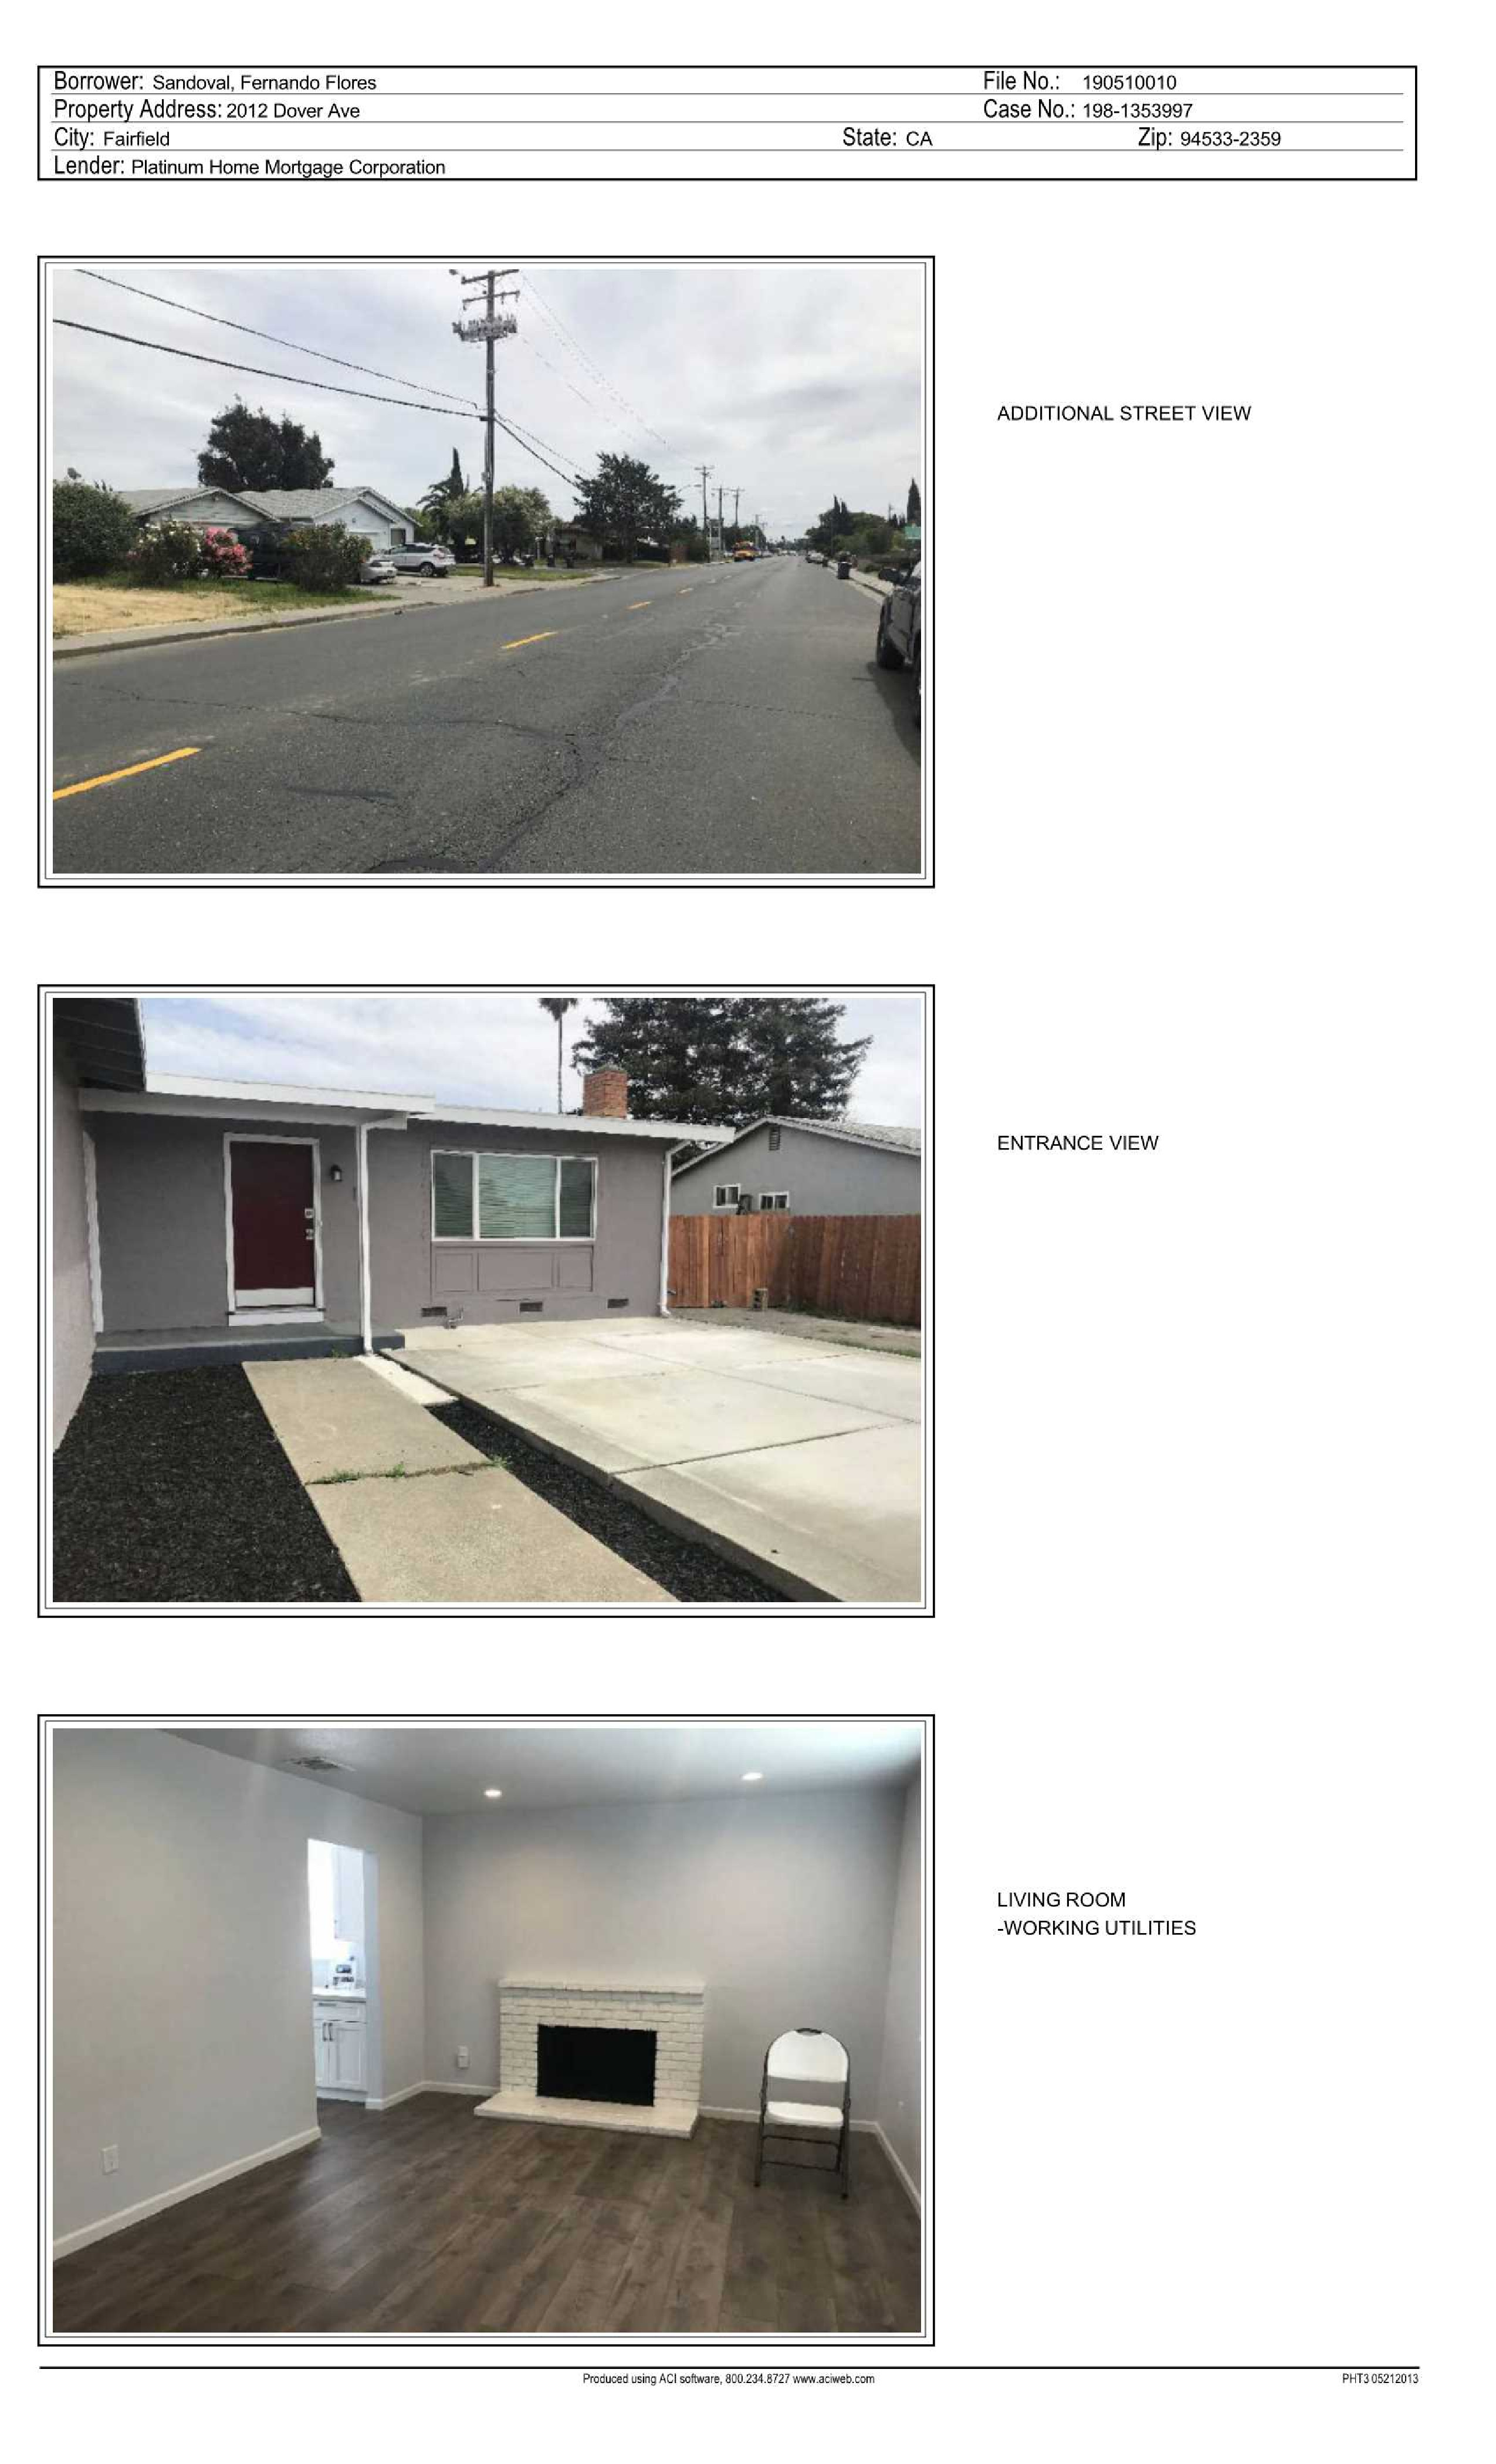 Borrower: Sandoval, Fernando Flores File No.: 190510010
Property Address: 2012 Dover Ave Case No.: 198-1353997
City: Fairfield State: CA Zip: 94533-2359
Lender: Platinum Home Mortgage Corporation
ADDITIONAL STREET VIEW
ENTRANCE VIEW
LIVING ROOM
-WORKING UTILITIES
Produced using ACI software, 800.234.8727 www.aciweb.com PHT3 05212013